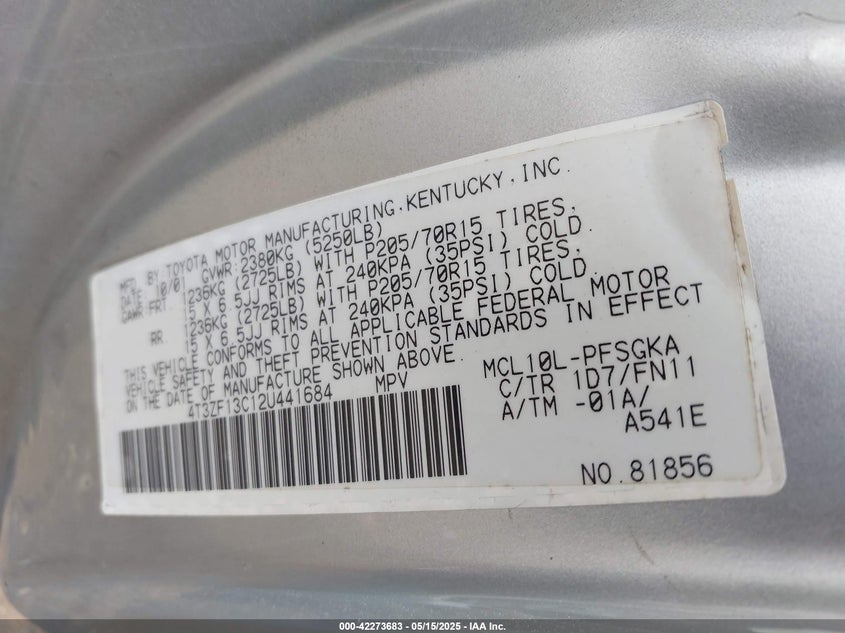 MFG. BY TOYOTA MOTOR MANUFACTURING, KENTUCKY, INC.
DATE: 10/01 GVWR: 2380KG (5250LB)
GAWR:FRT. 1236KG (2725LB) WITH P205/70R15 TIRES,
15 X 6.5JJ RIMS AT 240KPA (35PSI) COLD.
RR. 1236KG (2725LB) WITH P205/70R15 TIRES,
15 X 6.5JJ RIMS AT 240KPA (35PSI) COLD.
THIS VEHICLE CONFORMS TO ALL APPLICABLE FEDERAL MOTOR
VEHICLE SAFETY AND THEFT PREVENTION STANDARDS IN EFFECT
ON THE DATE OF MANUFACTURE SHOWN ABOVE.
4T3ZF13C12U441684 MPV
MCL10L-PFSGKA
C/TR 1D7/FN11
A/TM -01A/
A541E
NO.81856
000-42273683 - 05/15/2025 - IAA Inc.